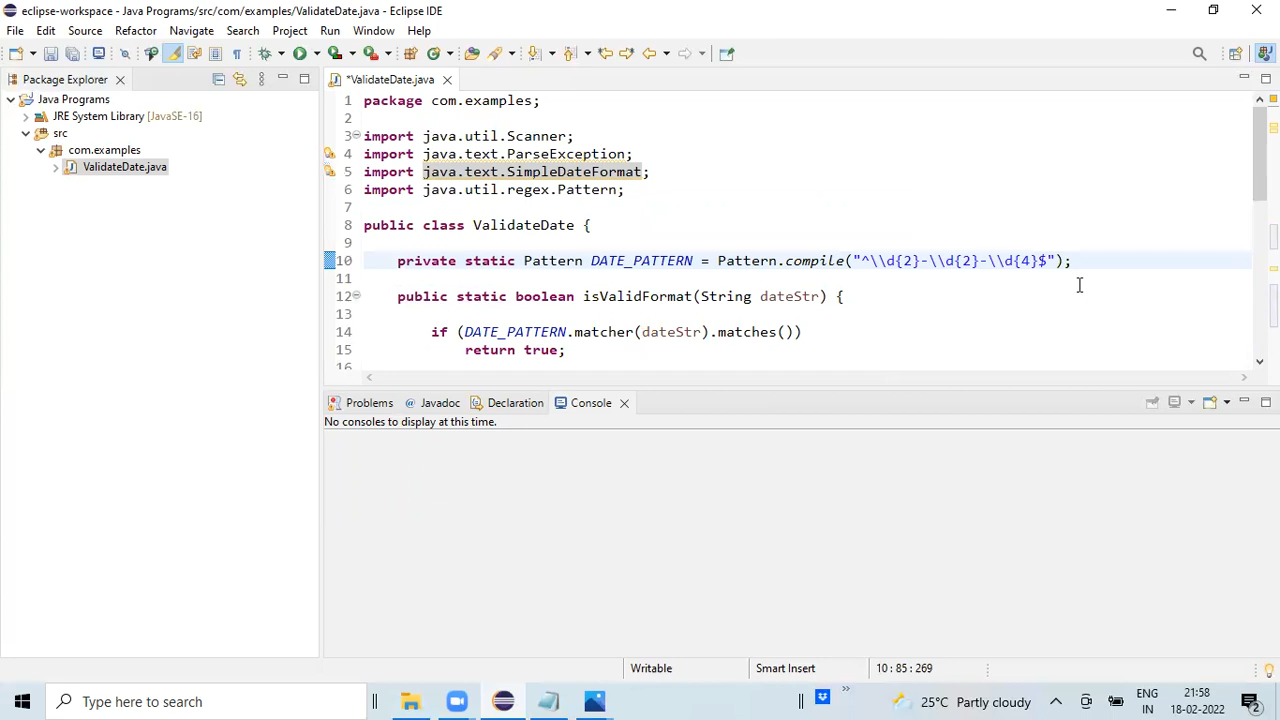 eclipse-workspace - Java Programs/src/com/examples/ValidateDate.java - Eclipse IDE
File Edit Source Refactor Navigate Search Project Run Window Help
Package Explorer
*ValidateDate.java
Java Programs
JRE System Library [JavaSE-16]
src
com.examples
ValidateDate.java
1 package com.examples;
2
3 import java.util.Scanner;
4 import java.text.ParseException;
5 import java.text.SimpleDateFormat;
6 import java.util.regex.Pattern;
7
8 public class ValidateDate {
9
10 private static Pattern DATE_PATTERN = Pattern.compile("^\\d{2}-\\d{2}-\\d{4}$");
11
12 public static boolean isValidFormat(String dateStr) {
13
14 if (DATE_PATTERN.matcher(dateStr).matches())
15 return true;
16
Problems @ Javadoc Declaration Console
No consoles to display at this time.
Writable Smart Insert 10 : 85 : 269
Type here to search
25°C Partly cloudy
ENG
IN
18-02-2022
2